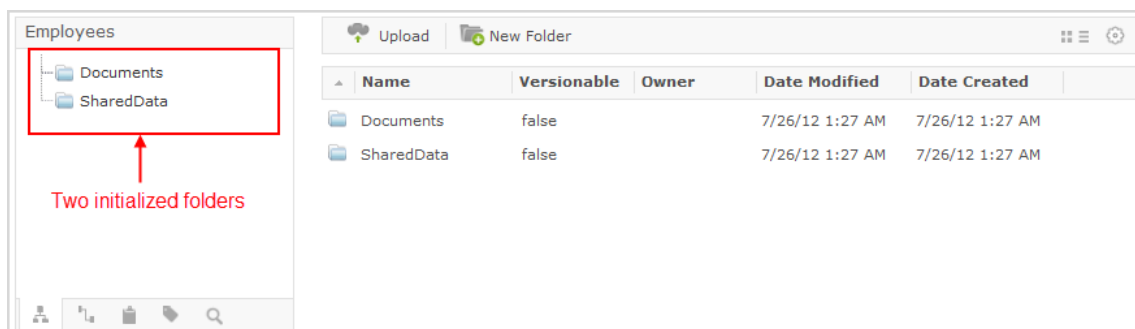 Employees
Documents
SharedData
Two initialized folders
Upload New Folder
Name Versionable Owner Date Modified Date Created
Documents false 7/26/12 1:27 AM 7/26/12 1:27 AM
SharedData false 7/26/12 1:27 AM 7/26/12 1:27 AM